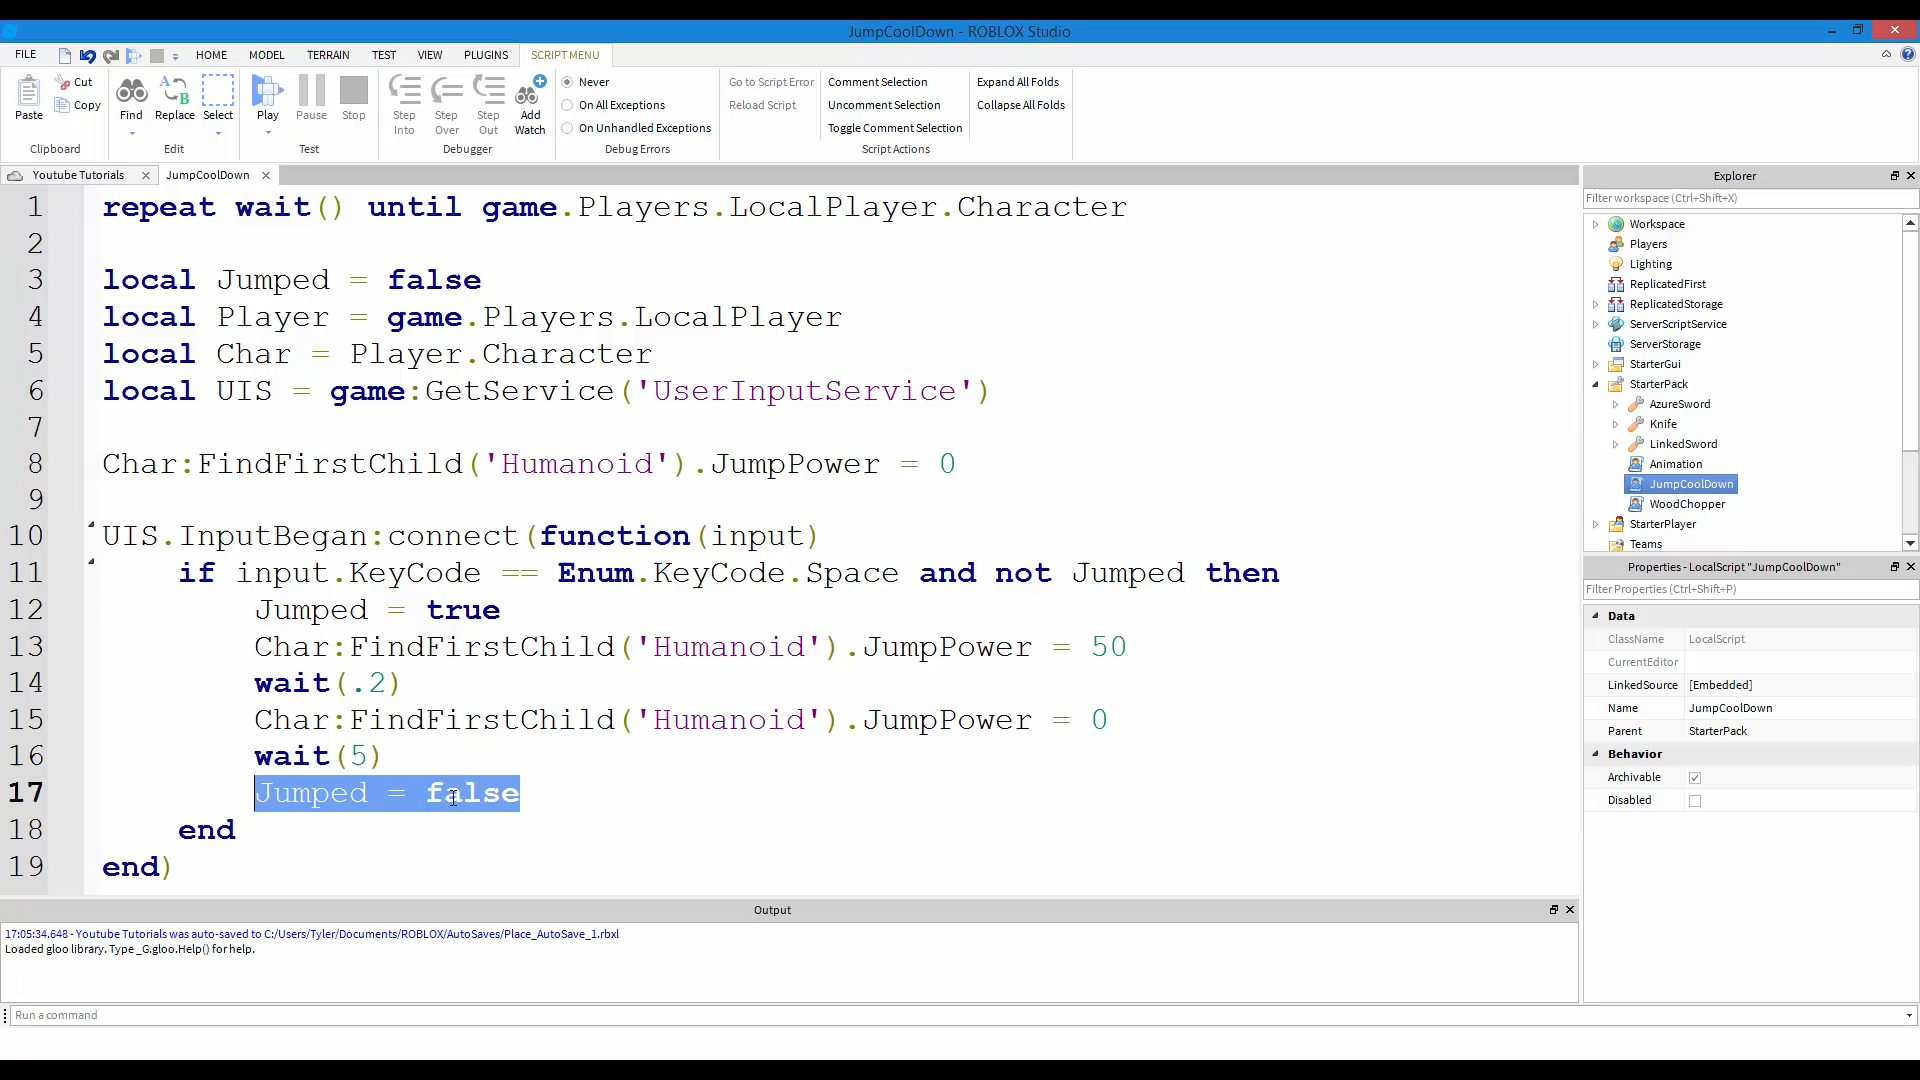 JumpCoolDown - ROBLOX Studio
FILE
HOME
MODEL
TERRAIN
TEST
VIEW
PLUGINS
SCRIPT MENU
Paste
Cut
Copy
Clipboard
Find
Replace
Select
Edit
Play
Pause
Stop
Test
Step Into
Step Over
Step Out
Add Watch
Debugger
Never
On All Exceptions
On Unhandled Exceptions
Debug Errors
Go to Script Error
Reload Script
Comment Selection
Uncomment Selection
Toggle Comment Selection
Script Actions
Expand All Folds
Collapse All Folds
Youtube Tutorials
JumpCoolDown
1 repeat wait() until game.Players.LocalPlayer.Character
2
3 local Jumped = false
4 local Player = game.Players.LocalPlayer
5 local Char = Player.Character
6 local UIS = game:GetService('UserInputService')
7
8 Char:FindFirstChild('Humanoid').JumpPower = 0
9
10 UIS.InputBegan:connect(function(input)
11 if input.KeyCode == Enum.KeyCode.Space and not Jumped then
12 Jumped = true
13 Char:FindFirstChild('Humanoid').JumpPower = 50
14 wait(.2)
15 Char:FindFirstChild('Humanoid').JumpPower = 0
16 wait(5)
17 Jumped = false
18 end
19 end)
Explorer
Filter workspace (Ctrl+Shift+X)
Workspace
Players
Lighting
ReplicatedFirst
ReplicatedStorage
ServerScriptService
ServerStorage
StarterGui
StarterPack
AzureSword
Knife
LinkedSword
Animation
JumpCoolDown
WoodChopper
StarterPlayer
Teams
Properties - LocalScript "JumpCoolDown"
Filter Properties (Ctrl+Shift+P)
Data
ClassName LocalScript
CurrentEditor
LinkedSource [Embedded]
Name JumpCoolDown
Parent StarterPack
Behavior
Archivable
Disabled
Output
17:05:34.648 - Youtube Tutorials was auto-saved to C:/Users/Tyler/Documents/ROBLOX/AutoSaves/Place_AutoSave_1.rbxl
Loaded gloo library. Type _G.gloo.Help() for help.
Run a command